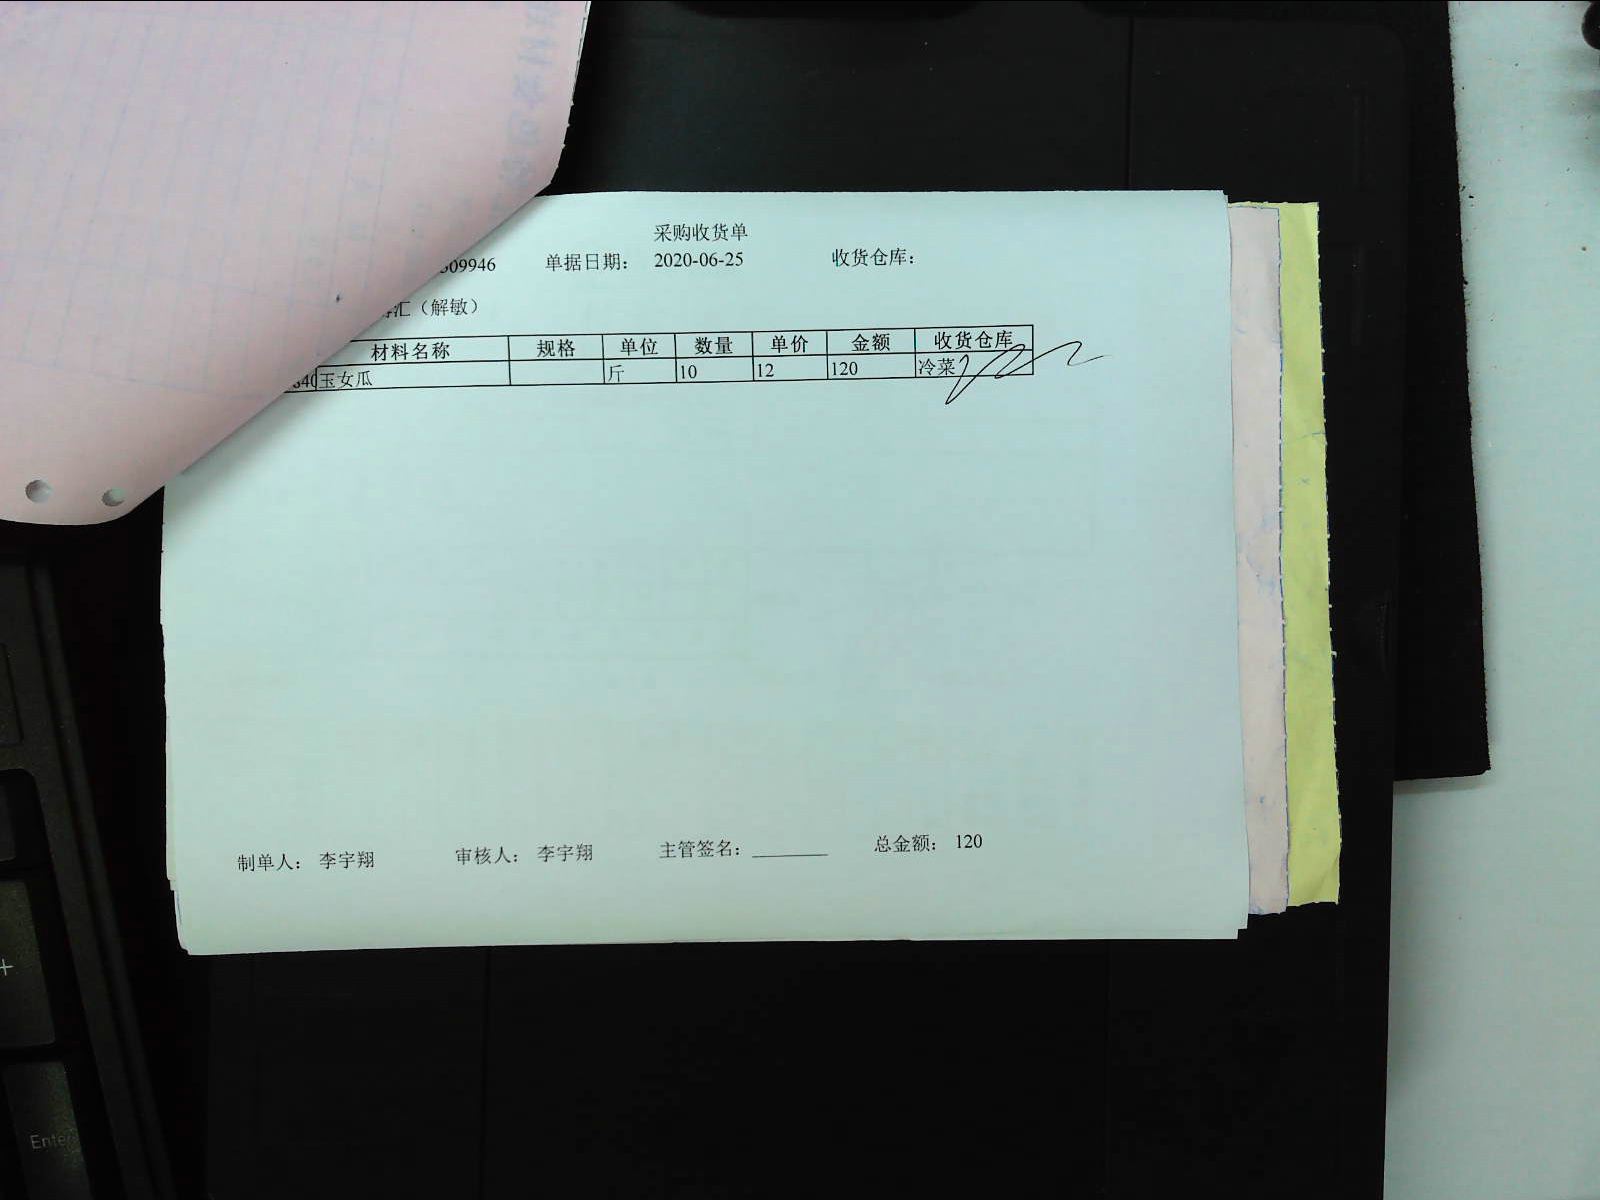 采购收货单
09946 单据日期： 2020-06-25 收货仓库：
汇（解敏）
材料名称 规格 单位 数量 单价 金额 收货仓库
40 玉女瓜 斤 10 12 120 冷菜
制单人： 李宇翔 审核人： 李宇翔 主管签名： 总金额： 120
+
Enter